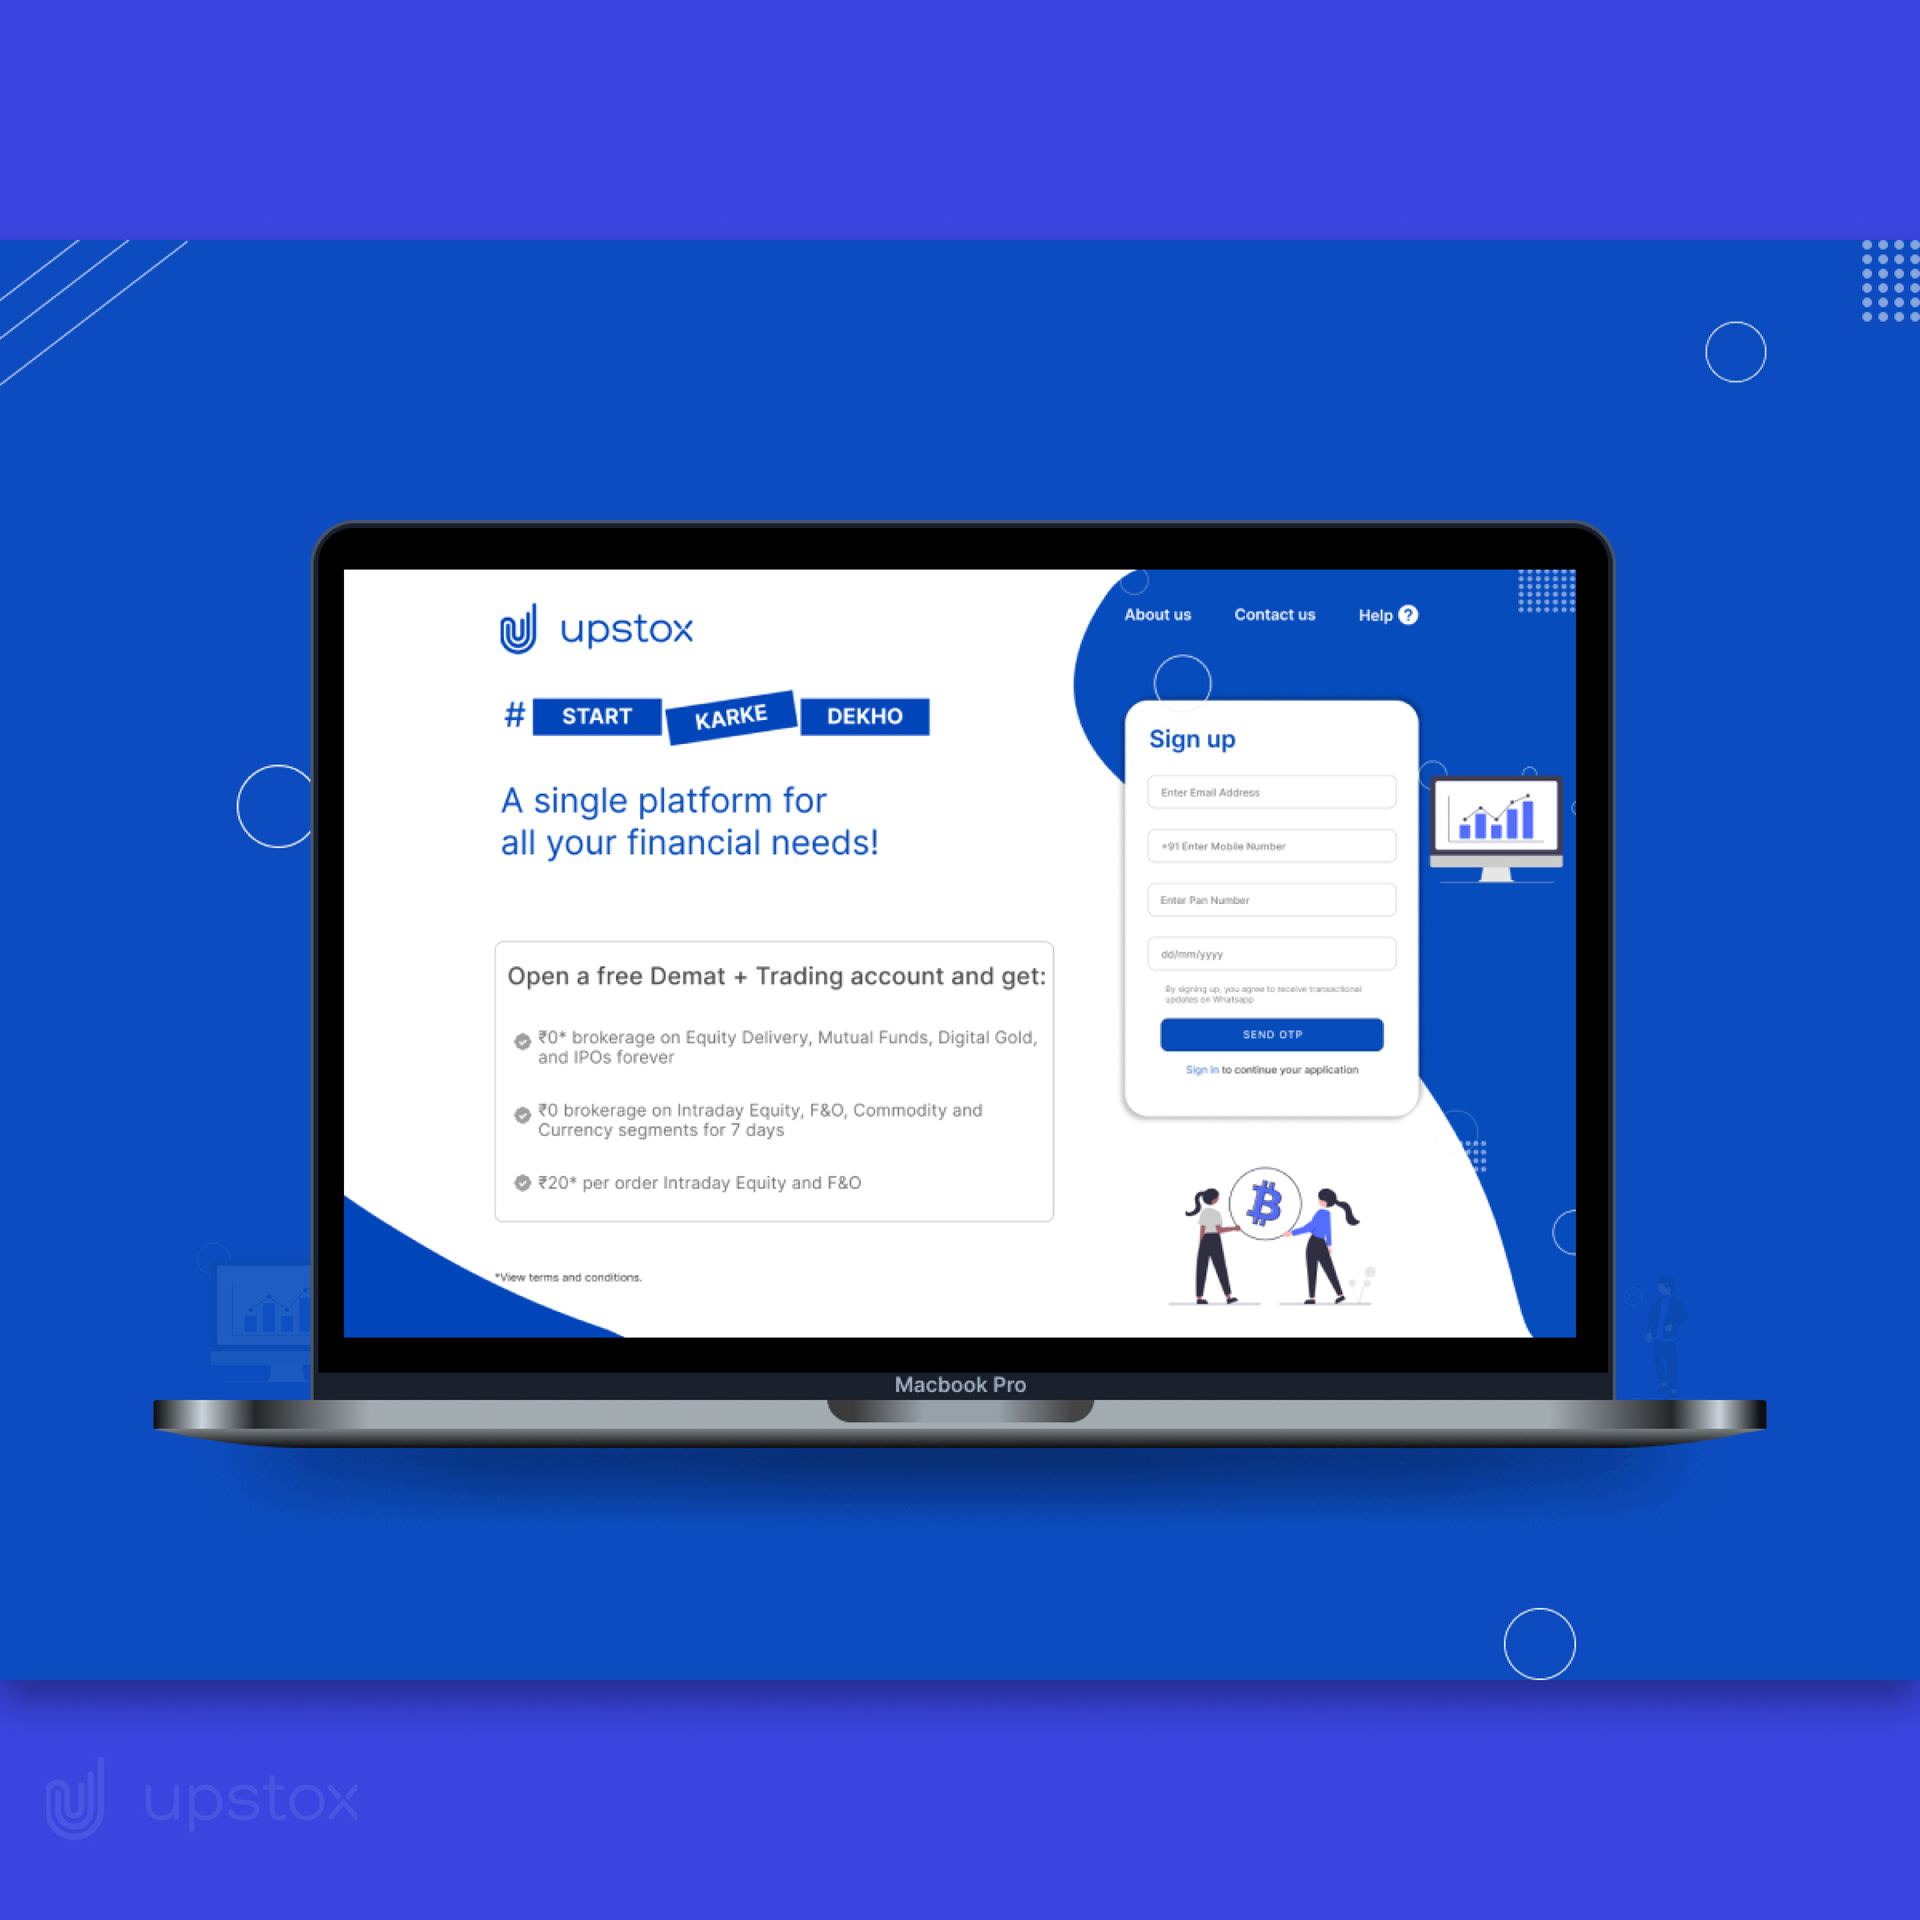 upstox
About us Contact us Help ?
# START KARKE DEKHO
A single platform for
all your financial needs!
Open a free Demat + Trading account and get:
₹0* brokerage on Equity Delivery, Mutual Funds, Digital Gold,
and IPOs forever
₹0 brokerage on Intraday Equity, F&O, Commodity and
Currency segments for 7 days
₹20* per order Intraday Equity and F&O
*View terms and conditions.
Sign up
Enter Email Address
+91 Enter Mobile Number
Enter Pan Number
dd/mm/yyyy
By signing up, you agree to receive transactional
updates on Whatsapp
SEND OTP
Sign in to continue your application
Macbook Pro
upstox